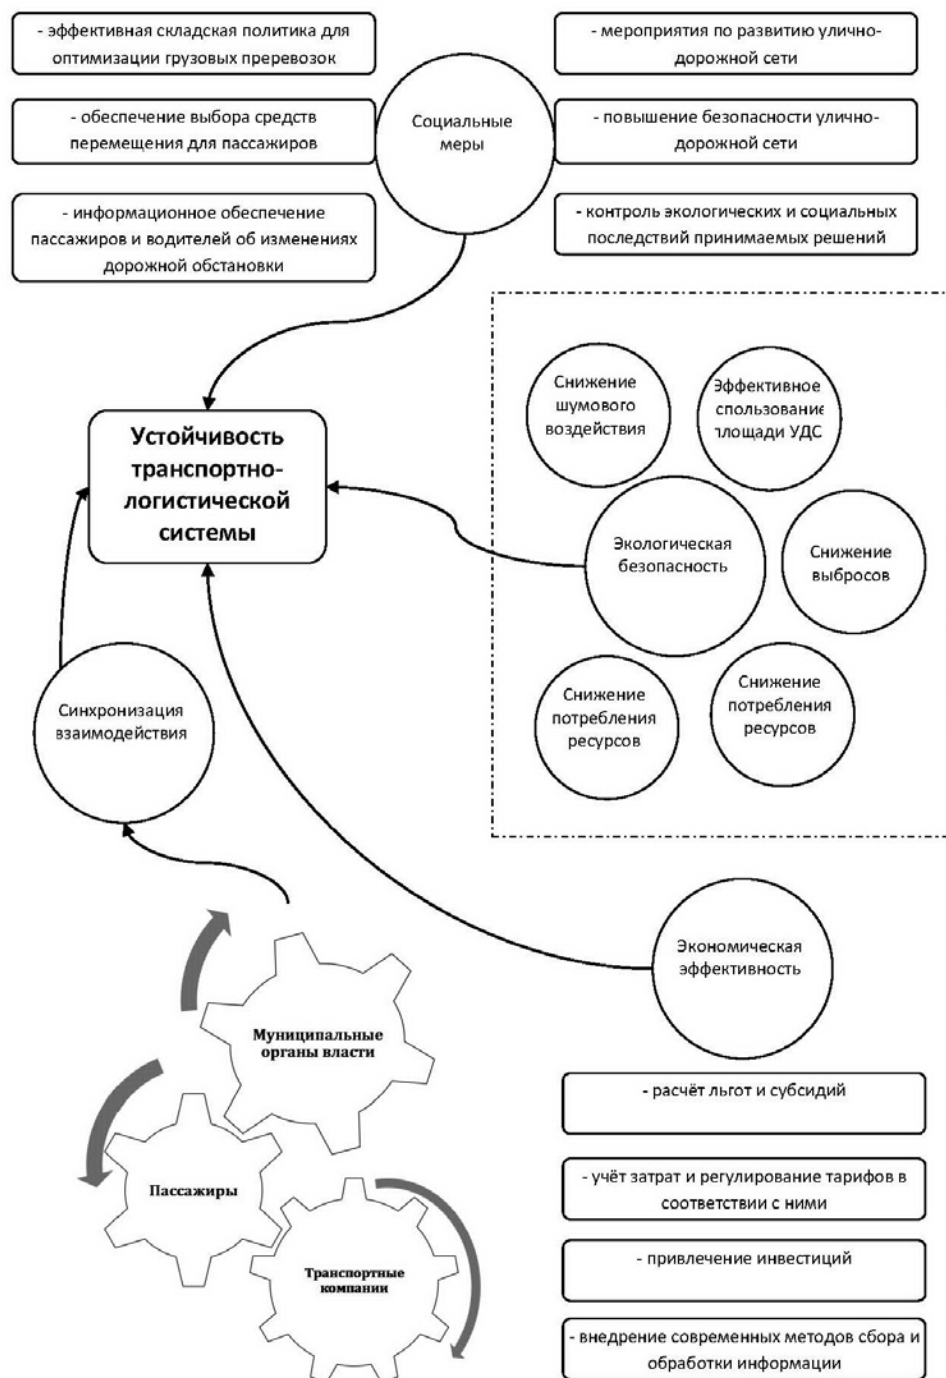 - эффективная складская политика для
оптимизации грузовых преревозок
- обеспечение выбора средств
перемещения для пассажиров
- информационное обеспечение
пассажиров и водителей об изменениях
дорожной обстановки
Социальные
меры
- мероприятия по развитию улично-
дорожной сети
- повышение безопасности улично-
дорожной сети
- контроль экологических и социальных
последствий принимаемых решений
Устойчивость
транспортно-
логистической
системы
Снижение
шумового
воздействия
Эффективное
спользование
площади УДС
Экологическая
безопасность
Снижение
выбросов
Снижение
потребления
ресурсов
Снижение
потребления
ресурсов
Синхронизация
взаимодействия
Экономическая
эффективность
Муниципальные
органы власти
Пассажиры
Транспортные
компании
- расчёт льгот и субсидий
- учёт затрат и регулирование тарифов в
соответствии с ними
- привлечение инвестиций
- внедрение современных методов сбора и
обработки информации